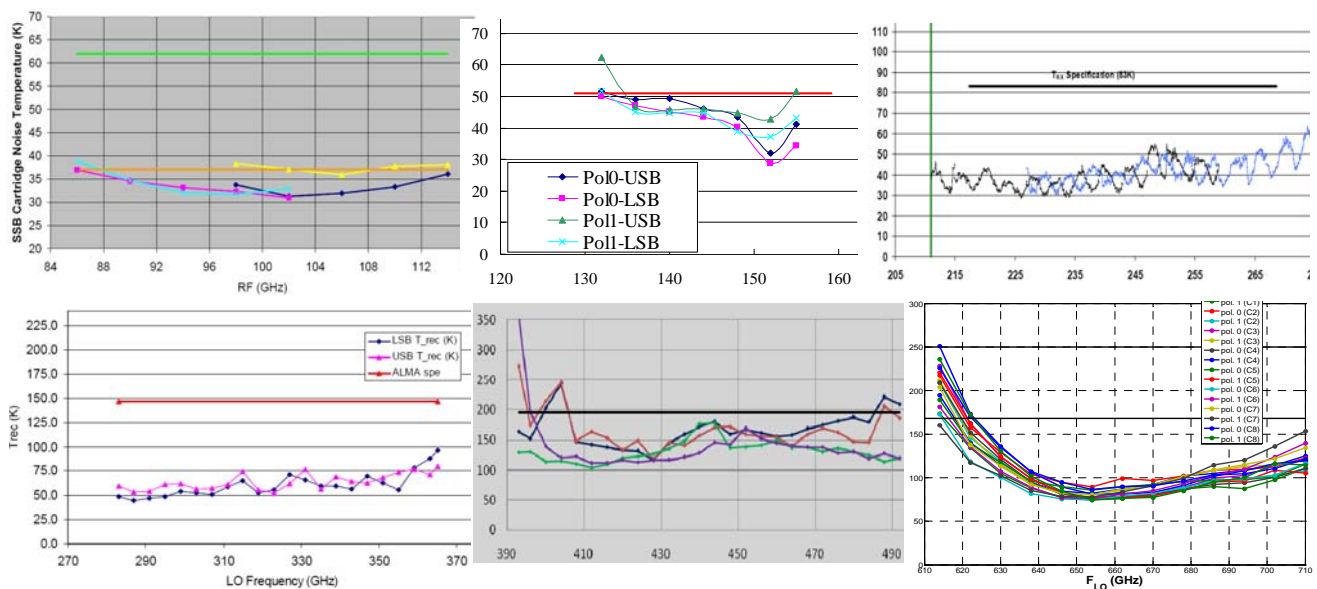 SSB Cartridge Noise Temperature (K)
70
65
60
55
50
45
40
35
30
25
20
84 88 92 96 100 104 108 112
RF (GHz)
70
60
50
40
30
20
10
0
Pol0-USB
Pol0-LSB
Pol1-USB
Pol1-LSB
120 130 140 150 160
110
100
90
80
70
60
50
40
30
20
10
0
Specification (83K)
205 215 225 235 245 255 265 2
Trec (K)
225.0
200.0
175.0
150.0
125.0
100.0
75.0
50.0
25.0
0.0
LSB T_rec (K)
USB T_rec (K)
ALMA spe
270 290 310 330 350 370
LO Frequency (GHz)
350
300
250
200
150
100
50
0
390 410 430 450 470 490
300
250
200
150
100
50
0
pol. 1 (C1)
pol. 0 (C2)
pol. 1 (C2)
pol. 0 (C3)
pol. 1 (C3)
pol. 0 (C4)
pol. 1 (C4)
pol. 0 (C5)
pol. 1 (C5)
pol. 0 (C6)
pol. 1 (C6)
pol. 0 (C7)
pol. 1 (C7)
pol. 0 (C8)
pol. 1 (C8)
610 620 630 640 650 660 670 680 690 700 710
F_LO (GHz)